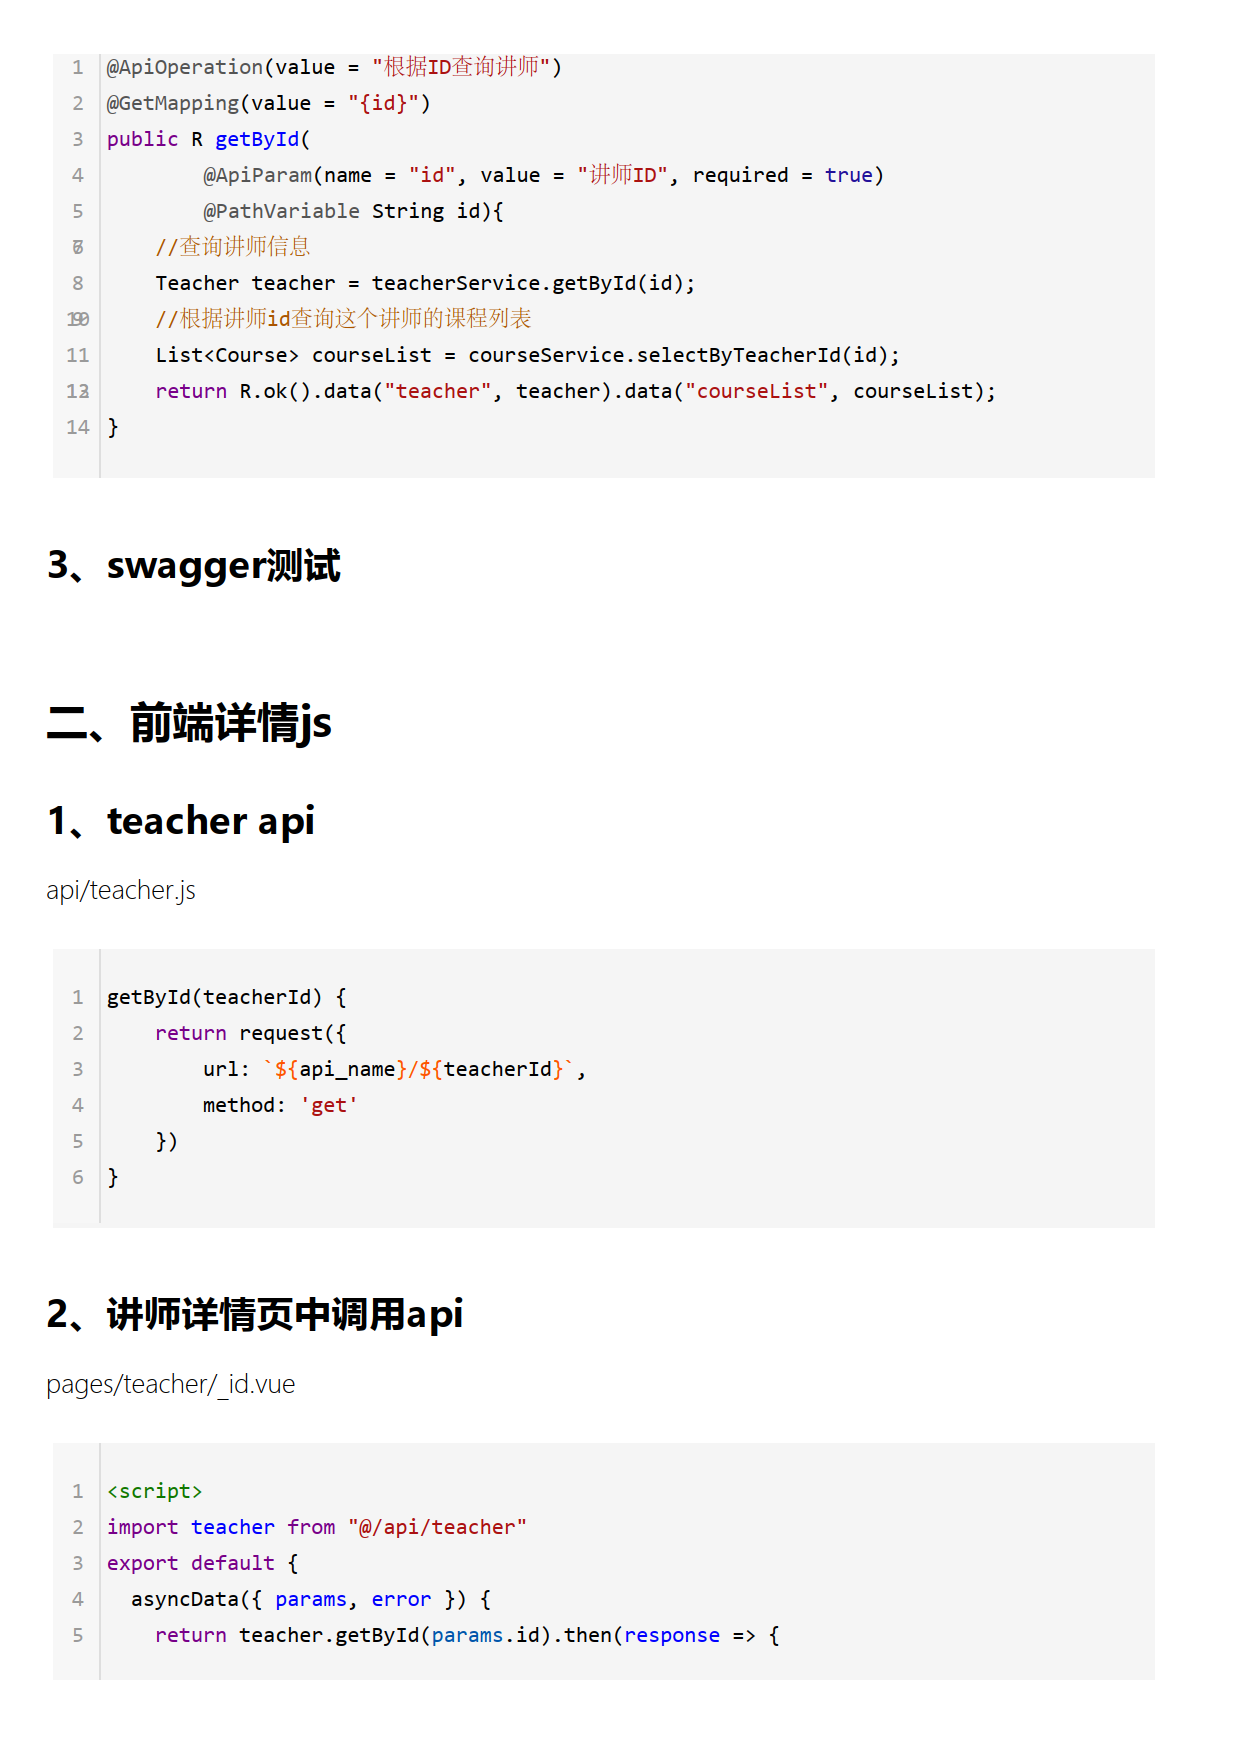 1 @ApiOperation(value = "根据ID查询讲师")
2 @GetMapping(value = "{id}")
3 public R getById(
4         @ApiParam(name = "id", value = "讲师ID", required = true)
5         @PathVariable String id){
    //查询讲师信息
8     Teacher teacher = teacherService.getById(id);
    //根据讲师id查询这个讲师的课程列表
11     List<Course> courseList = courseService.selectByTeacherId(id);
    return R.ok().data("teacher", teacher).data("courseList", courseList);
14 }
3、swagger测试
二、前端详情js
1、teacher api
api/teacher.js
1 getById(teacherId) {
2     return request({
3         url: `${api_name}/${teacherId}`,
4         method: 'get'
5     })
6 }
2、讲师详情页中调用api
pages/teacher/_id.vue
1 <script>
2 import teacher from "@/api/teacher"
3 export default {
4   asyncData({ params, error }) {
5     return teacher.getById(params.id).then(response => {